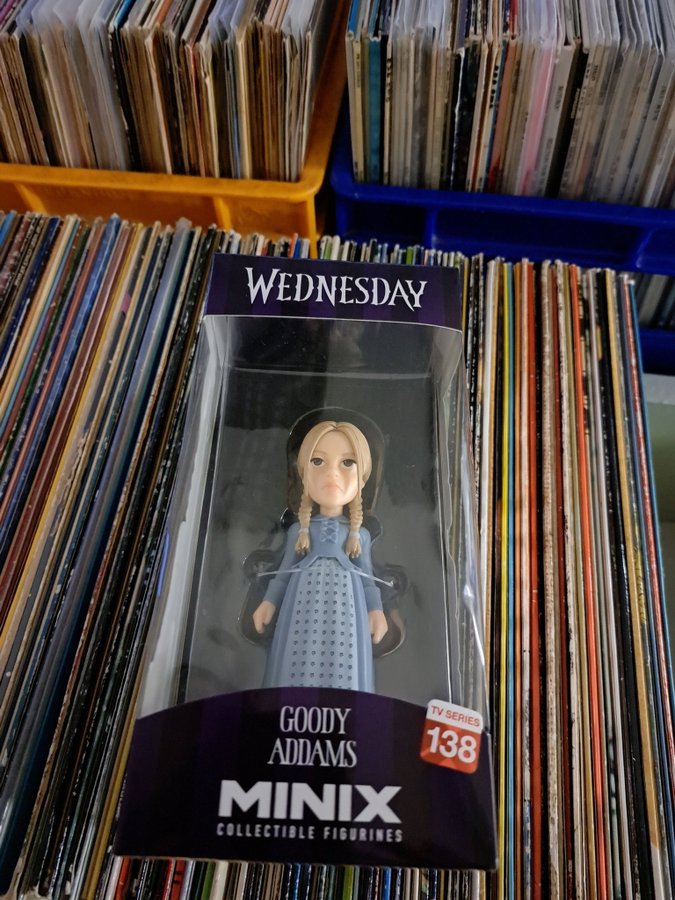 WEDNESDAY
GOODY
ADDAMS
TV SERIES
138
MINIX
COLLECTIBLE FIGURINES